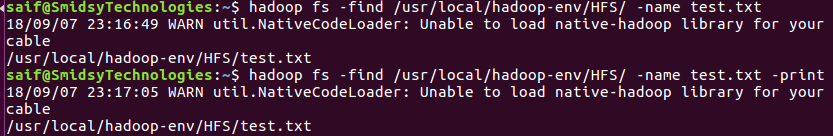 saif@SmidsyTechnologies:~$ hadoop fs -find /usr/local/hadoop-env/HFS/ -name test.txt
18/09/07 23:16:49 WARN util.NativeCodeLoader: Unable to load native-hadoop library for your
cable
/usr/local/hadoop-env/HFS/test.txt
saif@SmidsyTechnologies:~$ hadoop fs -find /usr/local/hadoop-env/HFS/ -name test.txt -print
18/09/07 23:17:05 WARN util.NativeCodeLoader: Unable to load native-hadoop library for your
cable
/usr/local/hadoop-env/HFS/test.txt